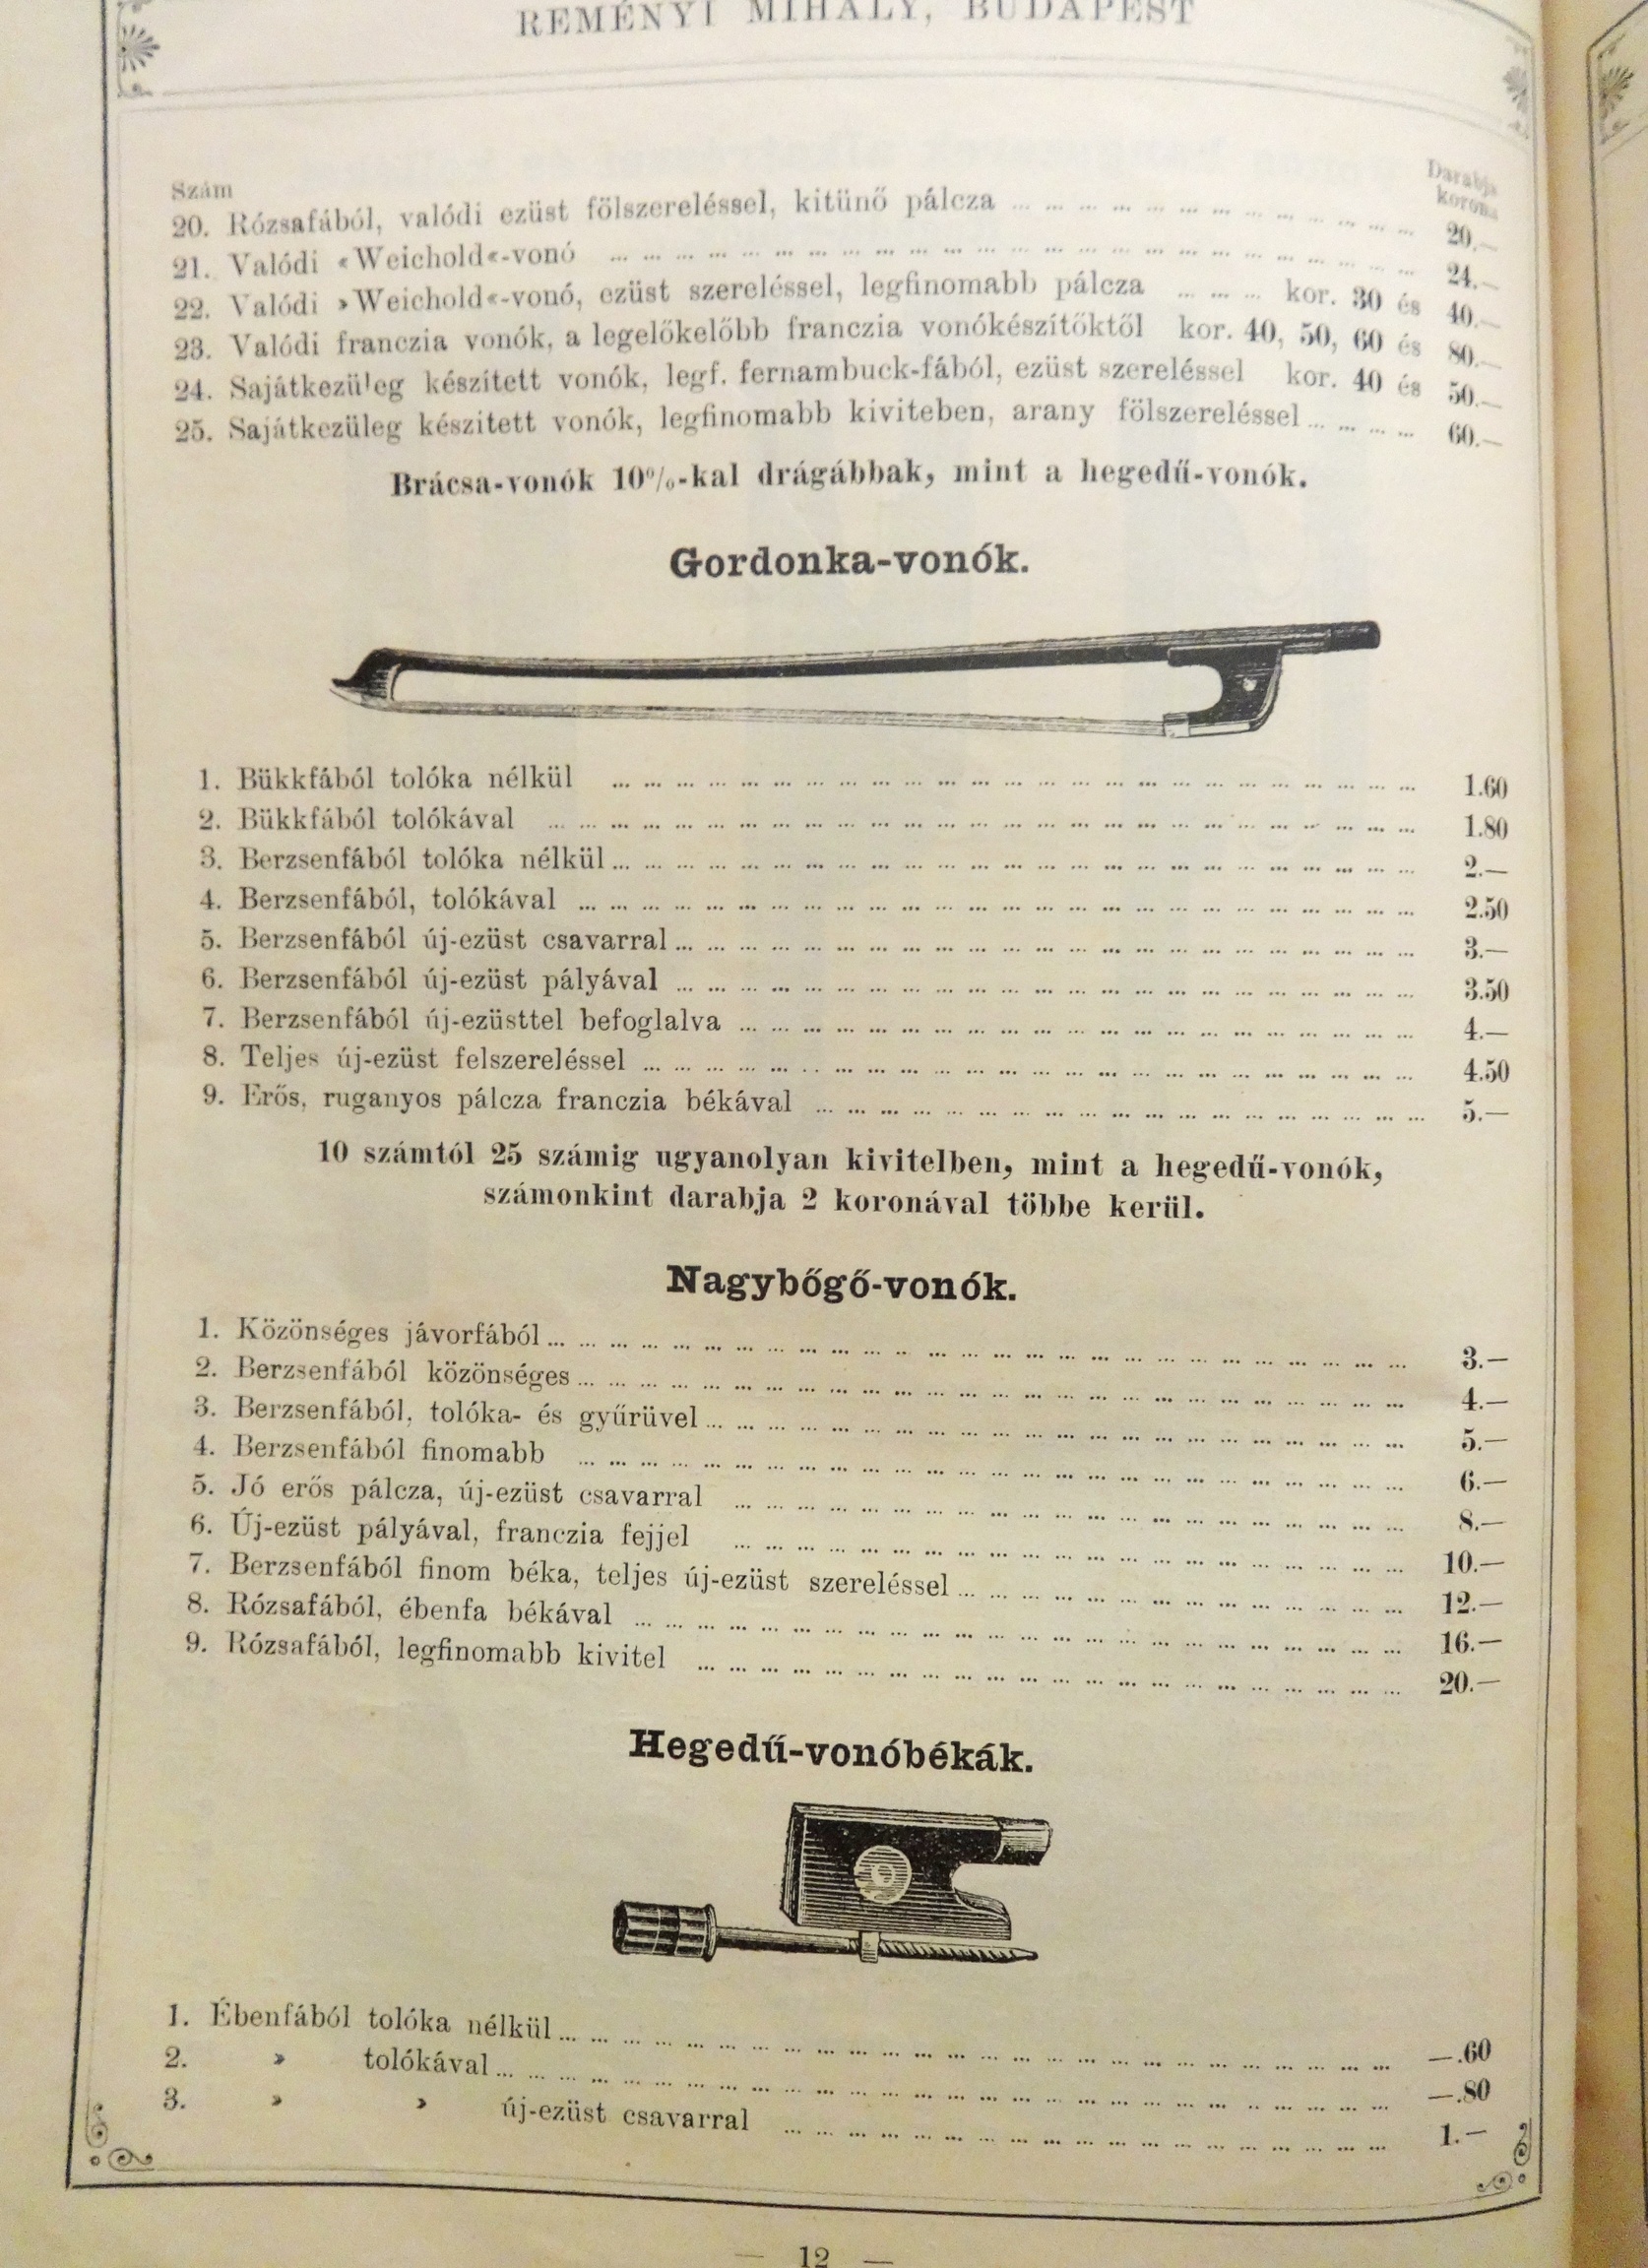 REMÉNYI MIHÁLY, BUDAPEST
Szám
Darabja
korona
20. Rózsafából, valódi ezüst fölszereléssel, kitünő pálcza ... 20.—
21. Valódi «Weichold«-vonó ... 24.—
22. Valódi »Weichold«-vonó, ezüst szereléssel, legfinomabb pálcza ... kor. 30 és 40.—
23. Valódi franczia vonók, a legelőkelőbb franczia vonókészítőktől kor. 40, 50, 60 és 80.—
24. Sajátkezüleg készített vonók, legf. fernambuck-fából, ezüst szereléssel kor. 40 és 50.—
25. Sajátkezüleg készitett vonók, legfinomabb kiviteben, arany fölszereléssel ... 60.—
Brácsa-vonók 10%-kal drágábbak, mint a hegedű-vonók.
Gordonka-vonók.
1. Bükkfából tolóka nélkül ... 1.60
2. Bükkfából tolókával ... 1.80
3. Berzsenfából tolóka nélkül ... 2.—
4. Berzsenfából, tolókával ... 2.50
5. Berzsenfából új-ezüst csavarral ... 3.—
6. Berzsenfából új-ezüst pályával ... 3.50
7. Berzsenfából új-ezüsttel befoglalva ... 4.—
8. Teljes új-ezüst felszereléssel ... 4.50
9. Erős, ruganyos pálcza franczia békával ... 5.—
10 számtól 25 számig ugyanolyan kivitelben, mint a hegedű-vonók,
számonkint darabja 2 koronával többe kerül.
Nagybőgő-vonók.
1. Közönséges jávorfából ... 3.—
2. Berzsenfából közönséges ... 4.—
3. Berzsenfából, tolóka- és gyűrüvel ... 5.—
4. Berzsenfából finomabb ... 6.—
5. Jó erős pálcza, új-ezüst csavarral ... 8.—
6. Új-ezüst pályával, franczia fejjel ... 10.—
7. Berzsenfából finom béka, teljes új-ezüst szereléssel ... 12.—
8. Rózsafából, ébenfa békával ... 16.—
9. Rózsafából, legfinomabb kivitel ... 20.—
Hegedű-vonóbékák.
1. Ébenfából tolóka nélkül ... —.60
2. » tolókával ... —.80
3. » » új-ezüst csavarral ... 1.—
— 12 —